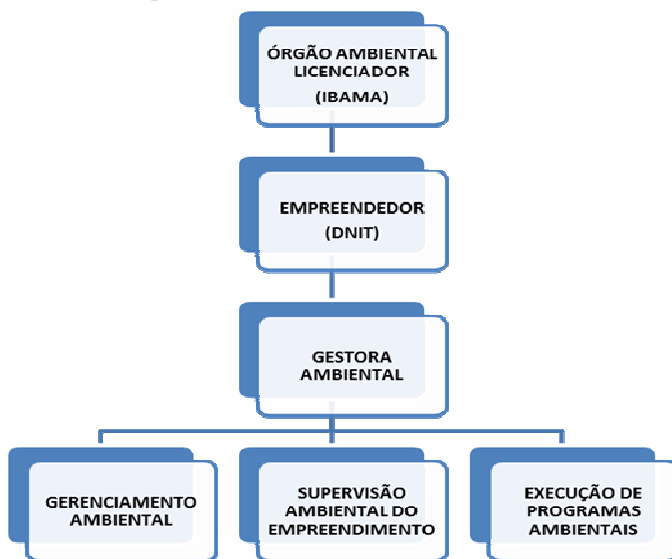 ÓRGÃO AMBIENTAL
LICENCIADOR
(IBAMA)
EMPREENDEDOR
(DNIT)
GESTORA
AMBIENTAL
GERENCIAMENTO
AMBIENTAL
SUPERVISÃO
AMBIENTAL DO
EMPREENDIMENTO
EXECUÇÃO DE
PROGRAMAS
AMBIENTAIS